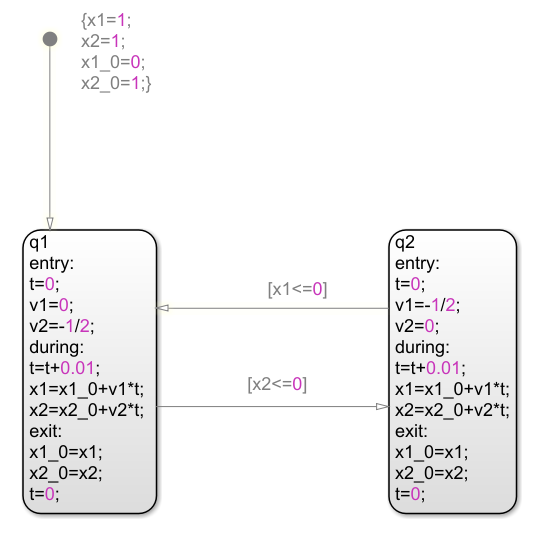 {x1=1;
x2=1;
x1_0=0;
x2_0=1;}
q1
entry:
t=0;
v1=0;
v2=-1/2;
during:
t=t+0.01;
x1=x1_0+v1*t;
x2=x2_0+v2*t;
exit:
x1_0=x1;
x2_0=x2;
t=0;
[x1<=0]
[x2<=0]
q2
entry:
t=0;
v1=-1/2;
v2=0;
during:
t=t+0.01;
x1=x1_0+v1*t;
x2=x2_0+v2*t;
exit:
x1_0=x1;
x2_0=x2;
t=0;